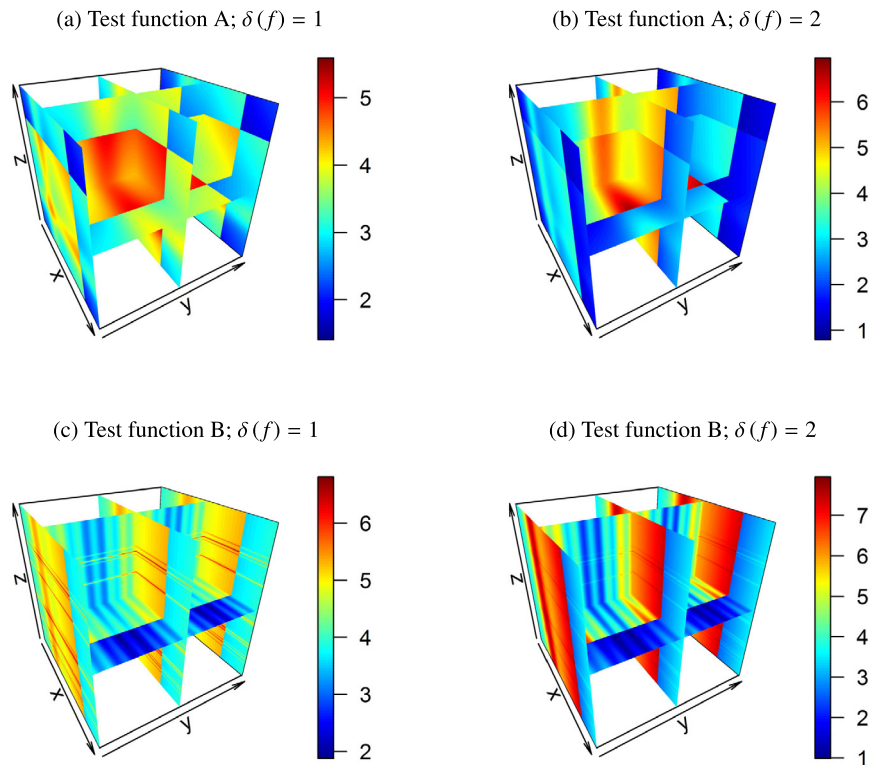 (a) Test function A; δ(f) = 1
(b) Test function A; δ(f) = 2
z
x
y
5
4
3
2
z
x
y
6
5
4
3
2
1
(c) Test function B; δ(f) = 1
(d) Test function B; δ(f) = 2
z
x
y
6
5
4
3
2
z
x
y
7
6
5
4
3
2
1